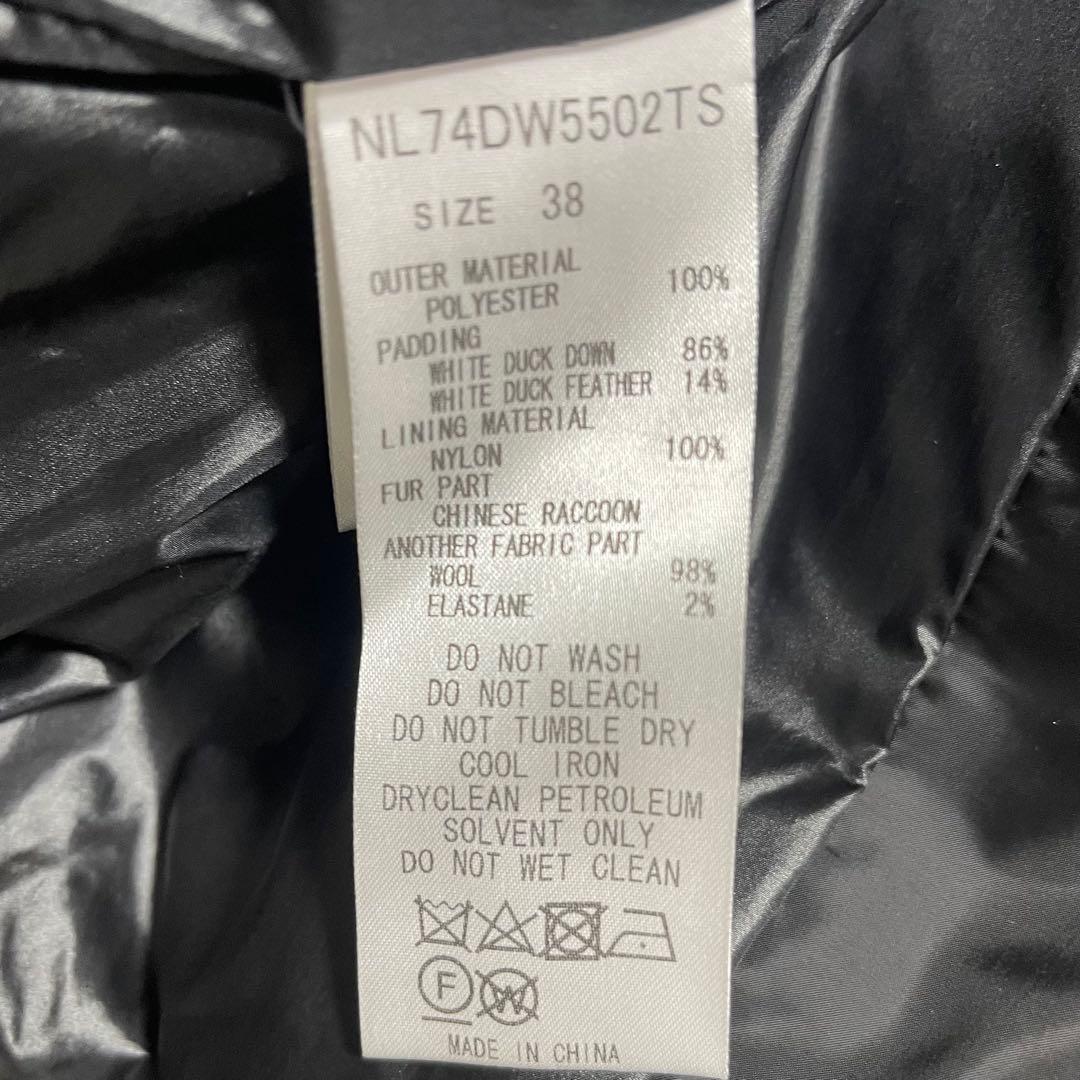 NL74DW5502TS
SIZE 38
OUTER MATERIAL
POLYESTER 100%
PADDING
WHITE DUCK DOWN 86%
WHITE DUCK FEATHER 14%
LINING MATERIAL
NYLON 100%
FUR PART
CHINESE RACCOON
ANOTHER FABRIC PART
WOOL 98%
ELASTANE 2%
DO NOT WASH
DO NOT BLEACH
DO NOT TUMBLE DRY
COOL IRON
DRYCLEAN PETROLEUM
SOLVENT ONLY
DO NOT WET CLEAN
F W
MADE IN CHINA